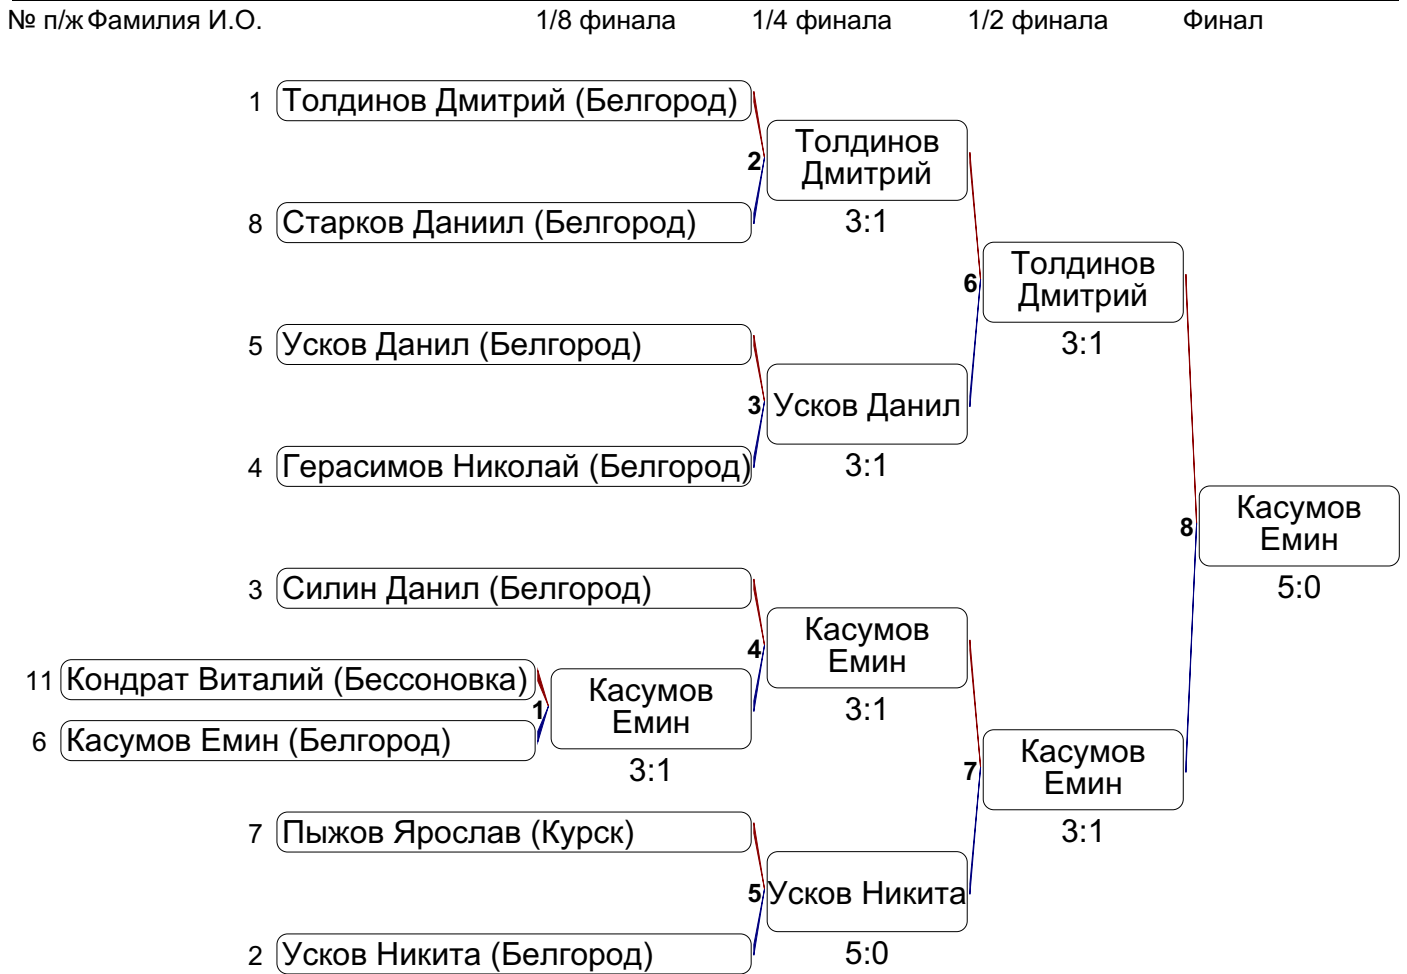 № п/ж Фамилия И.О. 1/8 финала 1/4 финала 1/2 финала Финал
1 Толдинов Дмитрий (Белгород)
2 Толдинов
Дмитрий
3:1
8 Старков Даниил (Белгород)
6 Толдинов
Дмитрий
3:1
5 Усков Данил (Белгород)
3 Усков Данил
3:1
4 Герасимов Николай (Белгород)
8 Касумов
Емин
5:0
3 Силин Данил (Белгород)
4 Касумов
Емин
3:1
11 Кондрат Виталий (Бессоновка)
1 Касумов
Емин
3:1
6 Касумов Емин (Белгород)
7 Касумов
Емин
3:1
7 Пыжов Ярослав (Курск)
5 Усков Никита
5:0
2 Усков Никита (Белгород)